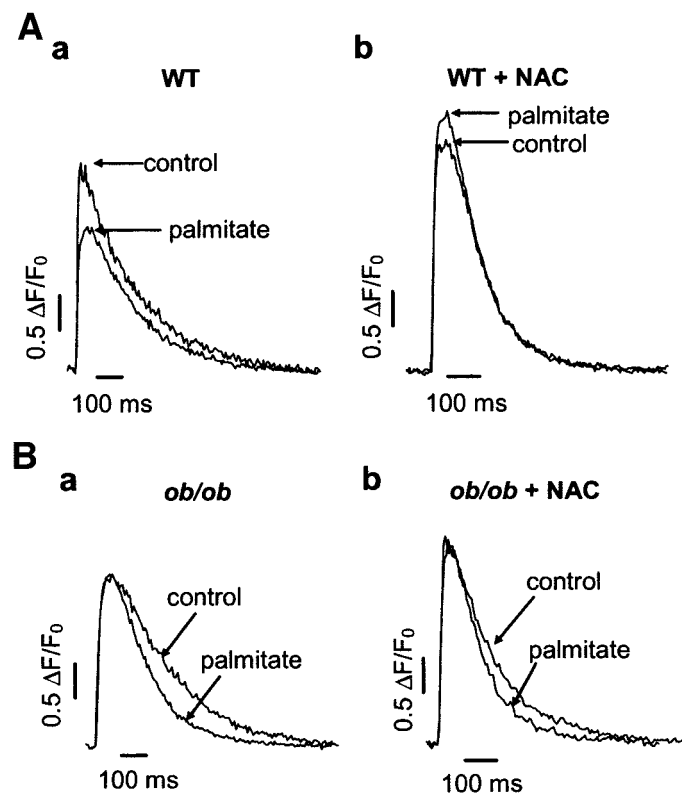 A
a
WT
control
palmitate
0.5 ΔF/F0
100 ms
b
WT + NAC
palmitate
control
0.5 ΔF/F0
100 ms
B
a
ob/ob
control
palmitate
0.5 ΔF/F0
100 ms
b
ob/ob + NAC
control
palmitate
0.5 ΔF/F0
100 ms